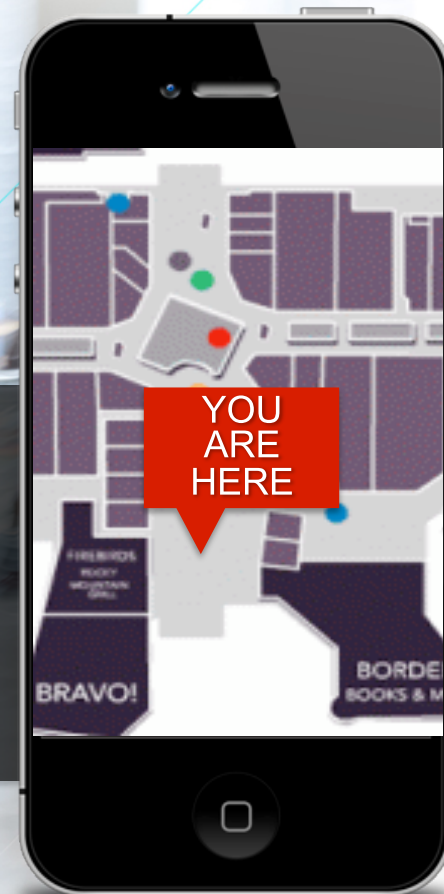 YOU
ARE
HERE
FIREBIRDS
ROCKY
MOUNTAIN
GRILL
BORDE
BRAVO!
BOOKS & M